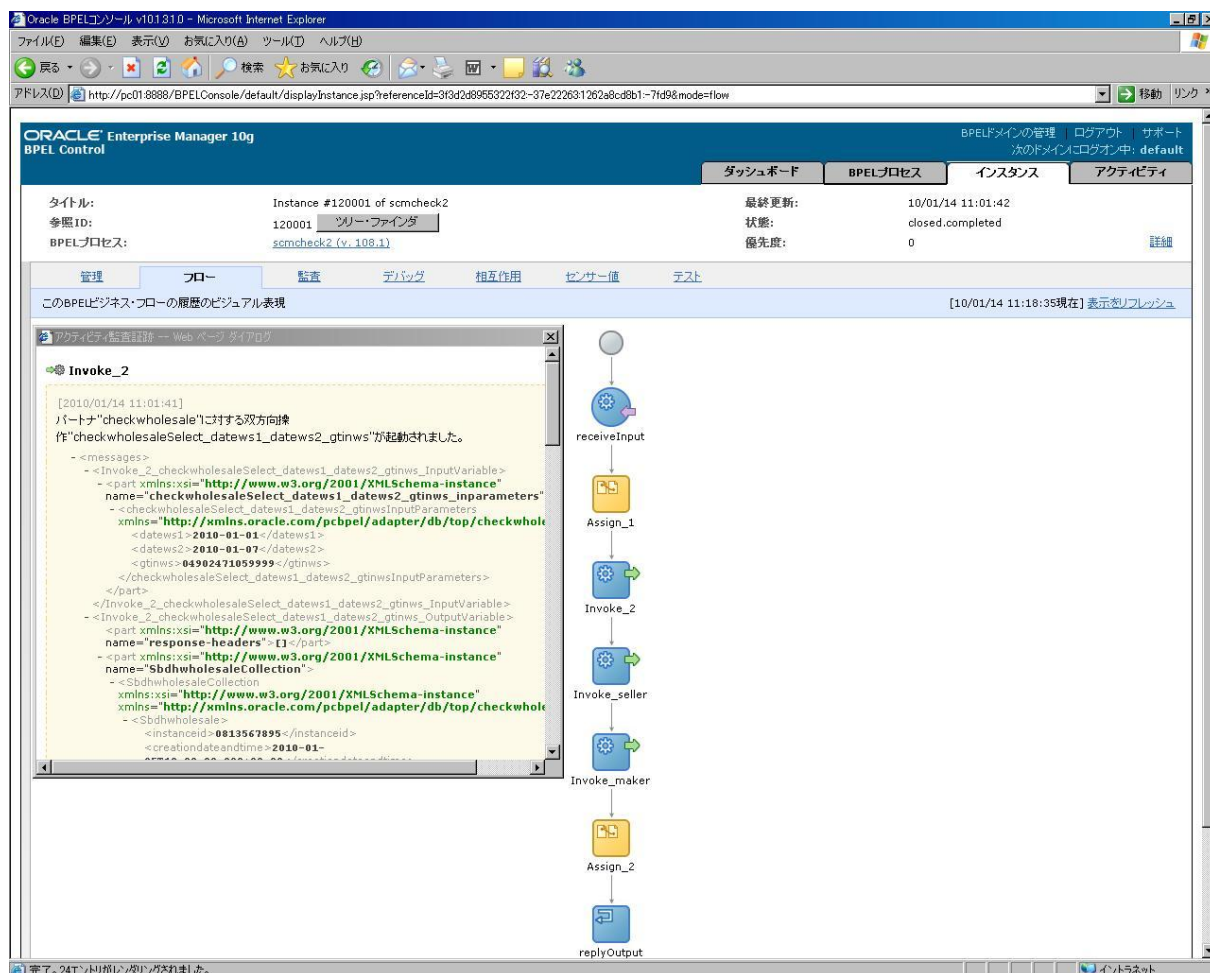 Oracle BPELコンソール v10.1.3.1.0 - Microsoft Internet Explorer
ファイル(F) 編集(E) 表示(V) お気に入り(A) ツール(T) ヘルプ(H)
戻る 検索 お気に入り
アドレス(D) http://pc01:8888/BPELConsole/default/displayInstance.jsp?referenceId=3f3d2d8955322f32:-37e22263:1262a8cd8b1:-7fd9&mode=flow 移動 リンク
ORACLE Enterprise Manager 10g
BPEL Control
BPELドメインの管理 | ログアウト | サポート
次のドメインにログオン中: default
ダッシュボード BPELプロセス インスタンス アクティビティ
タイトル: Instance #120001 of scmcheck2 最終更新: 10/01/14 11:01:42
参照ID: 120001 ツリー・ファインダ 状態: closed.completed
BPELプロセス: scmcheck2 (v. 108.1) 優先度: 0 詳細
管理 フロー 監査 デバッグ 相互作用 センサー値 テスト
このBPELビジネス・フローの履歴のビジュアル表現 [10/01/14 11:18:35現在] 表示をリフレッシュ
アクティビティ監査証跡 -- Web ページ ダイアログ
Invoke_2
[2010/01/14 11:01:41]
パートナ"checkwholesale"に対する双方向操
作"checkwholesaleSelect_datews1_datews2_gtinws"が起動されました。
- <messages>
- <Invoke_2_checkwholesaleSelect_datews1_datews2_gtinws_InputVariable>
- <part xmlns:xsi="http://www.w3.org/2001/XMLSchema-instance"
name="checkwholesaleSelect_datews1_datews2_gtinws_inparameters"
- <checkwholesaleSelect_datews1_datews2_gtinwsInputParameters
xmlns="http://xmlns.oracle.com/pcbpel/adapter/db/top/checkwhole
<datews1>2010-01-01</datews1>
<datews2>2010-01-07</datews2>
<gtinws>04902471059999</gtinws>
</checkwholesaleSelect_datews1_datews2_gtinwsInputParameters>
</part>
</Invoke_2_checkwholesaleSelect_datews1_datews2_gtinws_InputVariable>
- <Invoke_2_checkwholesaleSelect_datews1_datews2_gtinws_OutputVariable>
<part xmlns:xsi="http://www.w3.org/2001/XMLSchema-instance"
name="response-headers">[]</part>
- <part xmlns:xsi="http://www.w3.org/2001/XMLSchema-instance"
name="SbdhwholesaleCollection">
- <SbdhwholesaleCollection
xmlns:xsi="http://www.w3.org/2001/XMLSchema-instance"
xmlns="http://xmlns.oracle.com/pcbpel/adapter/db/top/checkwhole
- <Sbdhwholesale>
<instanceid>0813567895</instanceid>
<creationdateandtime>2010-01-
receiveInput
Assign_1
Invoke_2
Invoke_seller
Invoke_maker
Assign_2
replyOutput
完了。24エントリがレンダリングされました。 イントラネット